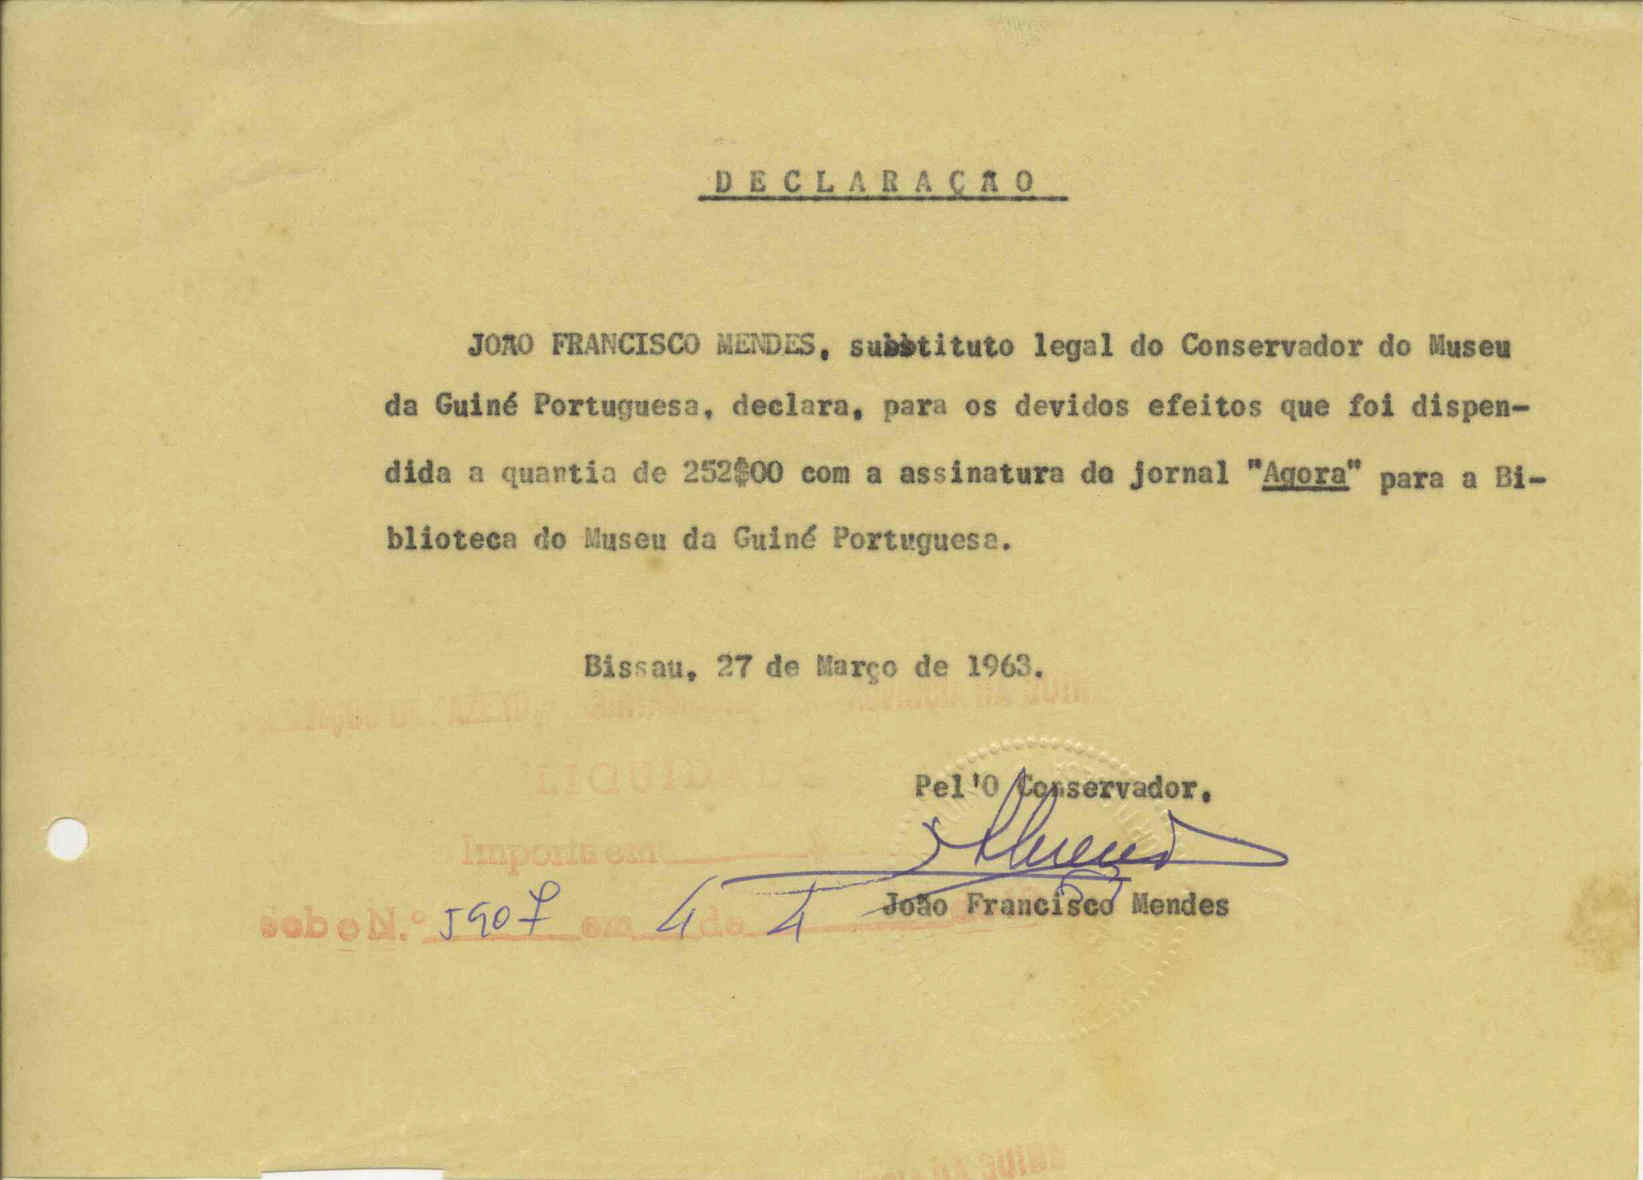 DECLARAÇÃO
JOÃO FRANCISCO MENDES, substituto legal do Conservador do Museu
da Guiné Portuguesa, declara, para os devidos efeitos que foi dispen-
dida a quantia de 252$00 com a assinatura do jornal "Agora" para a Bi-
blioteca do Museu da Guiné Portuguesa.
Bissau, 27 de Março de 1963.
LIQUIDADO
Pel'O Conservador,
Importa em
João Francisco Mendes
sob o N.º 5907 em 4 de 4